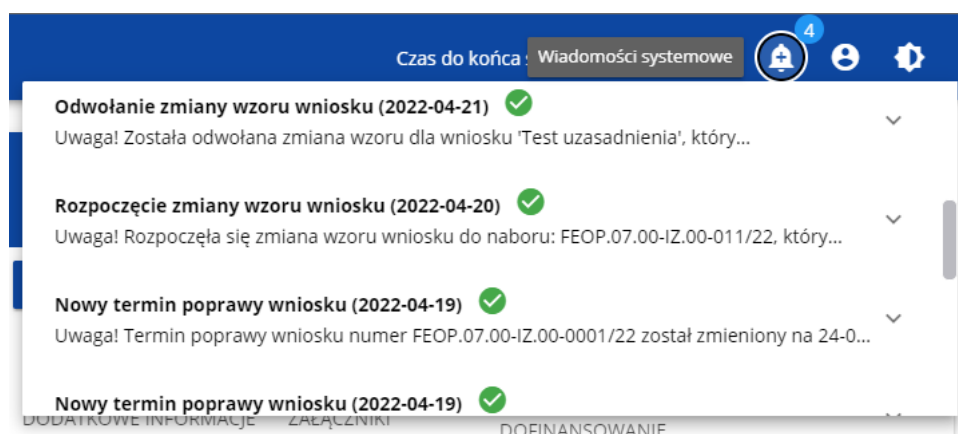 4
Czas do końca
Wiadomości systemowe
Odwołanie zmiany wzoru wniosku (2022-04-21)
Uwaga! Została odwołana zmiana wzoru dla wniosku 'Test uzasadnienia', który...
Rozpoczęcie zmiany wzoru wniosku (2022-04-20)
Uwaga! Rozpoczęła się zmiana wzoru wniosku do naboru: FEOP.07.00-IZ.00-011/22, który...
Nowy termin poprawy wniosku (2022-04-19)
Uwaga! Termin poprawy wniosku numer FEOP.07.00-IZ.00-0001/22 został zmieniony na 24-0...
Nowy termin poprawy wniosku (2022-04-19)
DODATKOWE INFORMACJE ZAŁĄCZNIKI
DOFINANSOWANIE